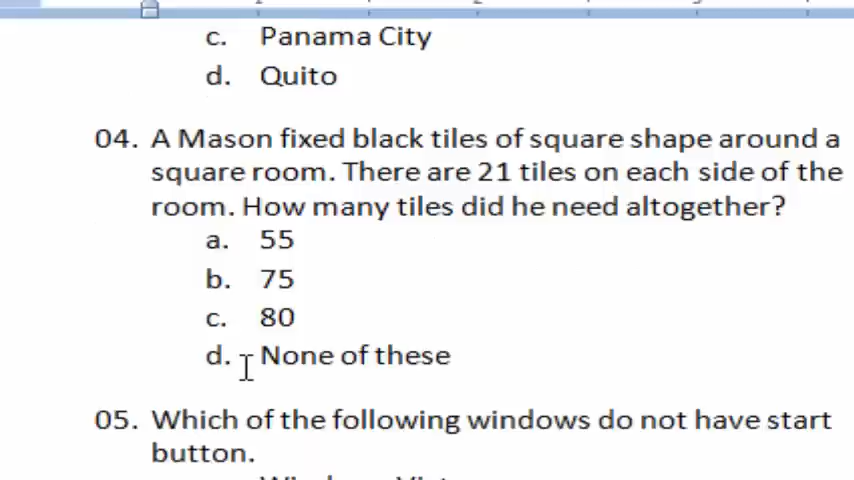 c. Panama City
d. Quito
04. A Mason fixed black tiles of square shape around a
square room. There are 21 tiles on each side of the
room. How many tiles did he need altogether?
a. 55
b. 75
c. 80
d. None of these
05. Which of the following windows do not have start
button.